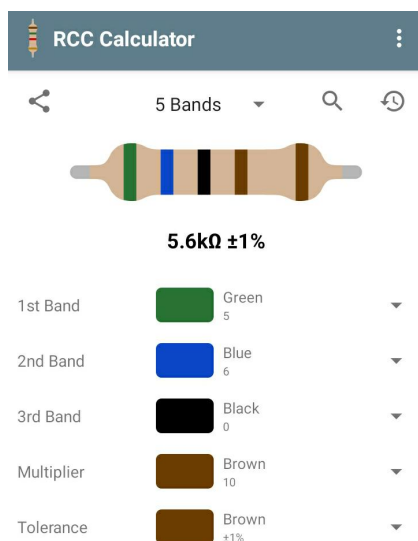 RCC Calculator
5 Bands
5.6kΩ ±1%
1st Band
Green
5
2nd Band
Blue
6
3rd Band
Black
0
Multiplier
Brown
10
Tolerance
Brown
±1%